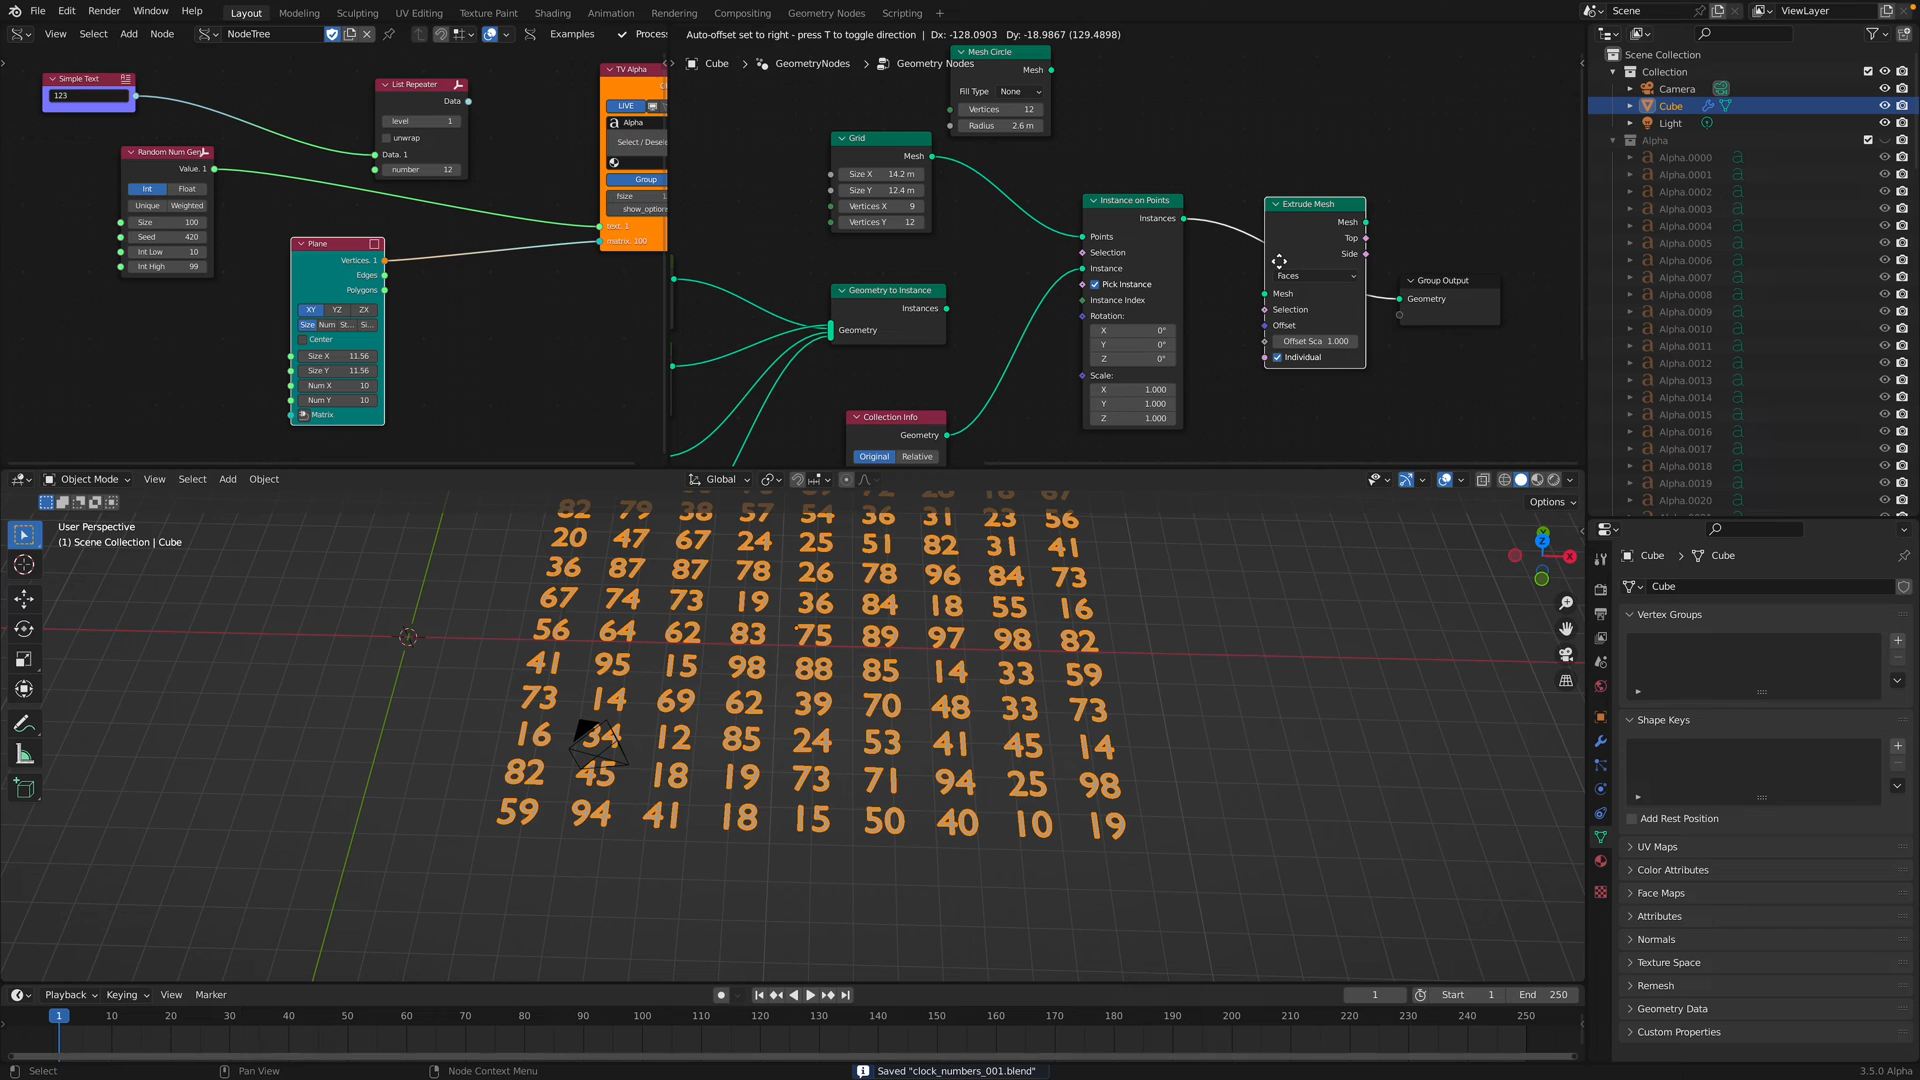 File Edit Render Window Help Layout Modeling Sculpting UV Editing Texture Paint Shading Animation Rendering Compositing Geometry Nodes Scripting + Scene ViewLayer
View Select Add Node NodeTree Examples Process
Auto-offset set to right - press T to toggle direction | Dx: -128.0903 Dy: -18.9867 (129.4898)
Cube > GeometryNodes > Geometry Nodes
Simple Text
123
Random Num Gen
Value. 1
Int Float
Unique Weighted
Size 100
Seed 420
Int Low 10
Int High 99
List Repeater
Data
level 1
unwrap
Data. 1
number 12
Plane
Vertices. 1
Edges
Polygons
XY YZ ZX
Size Num St... Si...
Center
Size X 11.56
Size Y 11.56
Num X 10
Num Y 10
Matrix
TV Alpha
LIVE
Alpha
Select / Desele
Group
fsize
show_options
text. 1
matrix. 100
Mesh Circle
Mesh
Fill Type None
Vertices 12
Radius 2.6 m
Grid
Mesh
Size X 14.2 m
Size Y 12.4 m
Vertices X 9
Vertices Y 12
Geometry to Instance
Instances
Geometry
Collection Info
Geometry
Original Relative
Instance on Points
Instances
Points
Selection
Instance
Pick Instance
Instance Index
Rotation:
X 0°
Y 0°
Z 0°
Scale:
X 1.000
Y 1.000
Z 1.000
Extrude Mesh
Mesh
Top
Side
Faces
Mesh
Selection
Offset
Offset Sca 1.000
Individual
Group Output
Geometry
Scene Collection
Collection
Camera
Cube
Light
Alpha
Alpha.0000
Alpha.0001
Alpha.0002
Alpha.0003
Alpha.0004
Alpha.0005
Alpha.0006
Alpha.0007
Alpha.0008
Alpha.0009
Alpha.0010
Alpha.0011
Alpha.0012
Alpha.0013
Alpha.0014
Alpha.0015
Alpha.0016
Alpha.0017
Alpha.0018
Alpha.0019
Alpha.0020
Object Mode View Select Add Object Global
Options
User Perspective
(1) Scene Collection | Cube
Z
X
82 79 38 57 54 36 31 23 56
20 47 67 24 25 51 82 31 41
36 87 87 78 26 78 96 84 73
67 74 73 19 36 84 18 55 16
56 64 62 83 75 89 97 98 82
41 95 15 98 88 85 14 33 59
73 14 69 62 39 70 48 33 73
16 34 12 85 24 53 41 45 14
82 45 18 19 73 71 94 25 98
59 94 41 18 15 50 40 10 19
Cube > Cube
Cube
Vertex Groups
Shape Keys
Add Rest Position
UV Maps
Color Attributes
Face Maps
Attributes
Normals
Texture Space
Remesh
Geometry Data
Custom Properties
Playback Keying View Marker 1 Start 1 End 250
1 10 20 30 40 50 60 70 80 90 100 110 120 130 140 150 160 170 180 190 200 210 220 230 240 250
Select Pan View Node Context Menu Saved "clock_numbers_001.blend" 3.5.0 Alpha